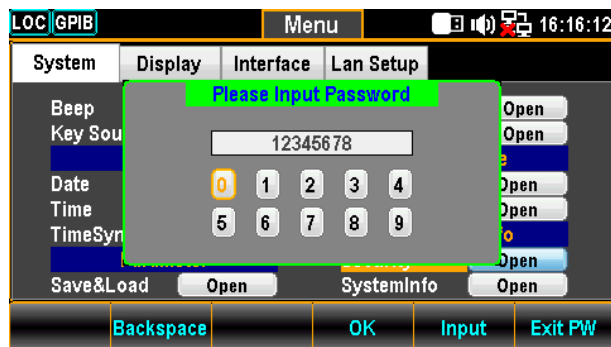 LOC GPIB Menu 16:16:12
System Display Interface Lan Setup
Please Input Password
Beep Open
12345678
Key Sou Open
Date 0 1 2 3 4 Open
Time 5 6 7 8 9 Open
TimeSyn
Open
Save&Load Open SystemInfo Open
Backspace OK Input Exit PW